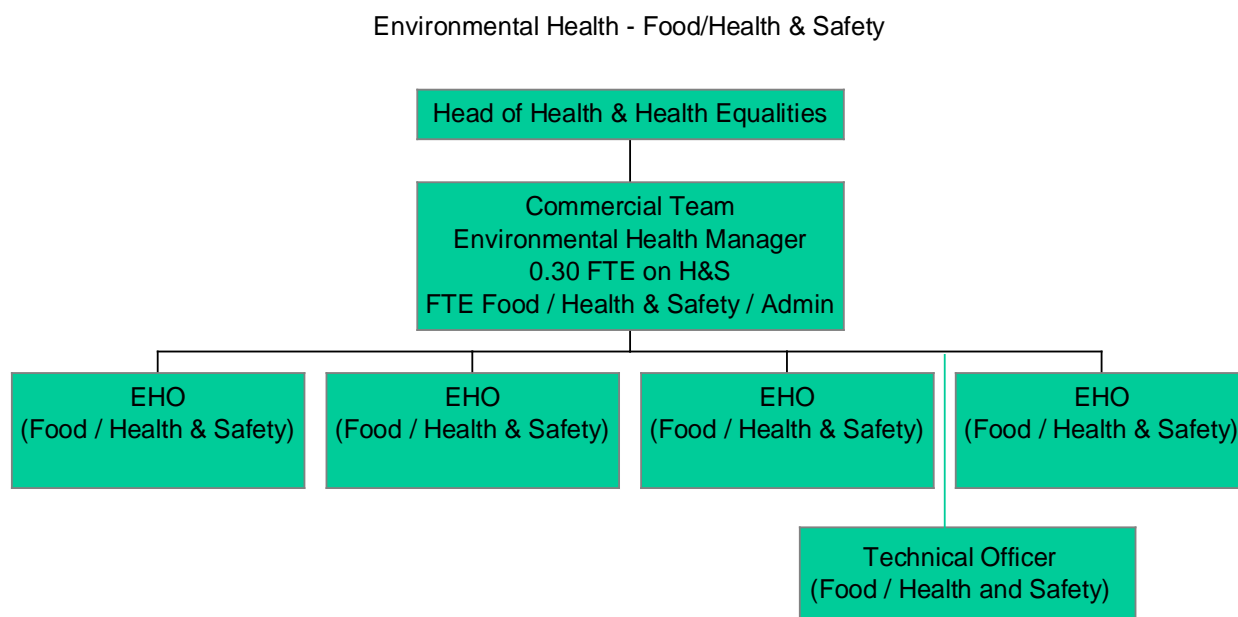 Environmental Health - Food/Health & Safety
Head of Health & Health Equalities
Commercial Team
Environmental Health Manager
0.30 FTE on H&S
FTE Food / Health & Safety / Admin
EHO
(Food / Health & Safety)
EHO
(Food / Health & Safety)
EHO
(Food / Health & Safety)
EHO
(Food / Health & Safety)
Technical Officer
(Food / Health and Safety)